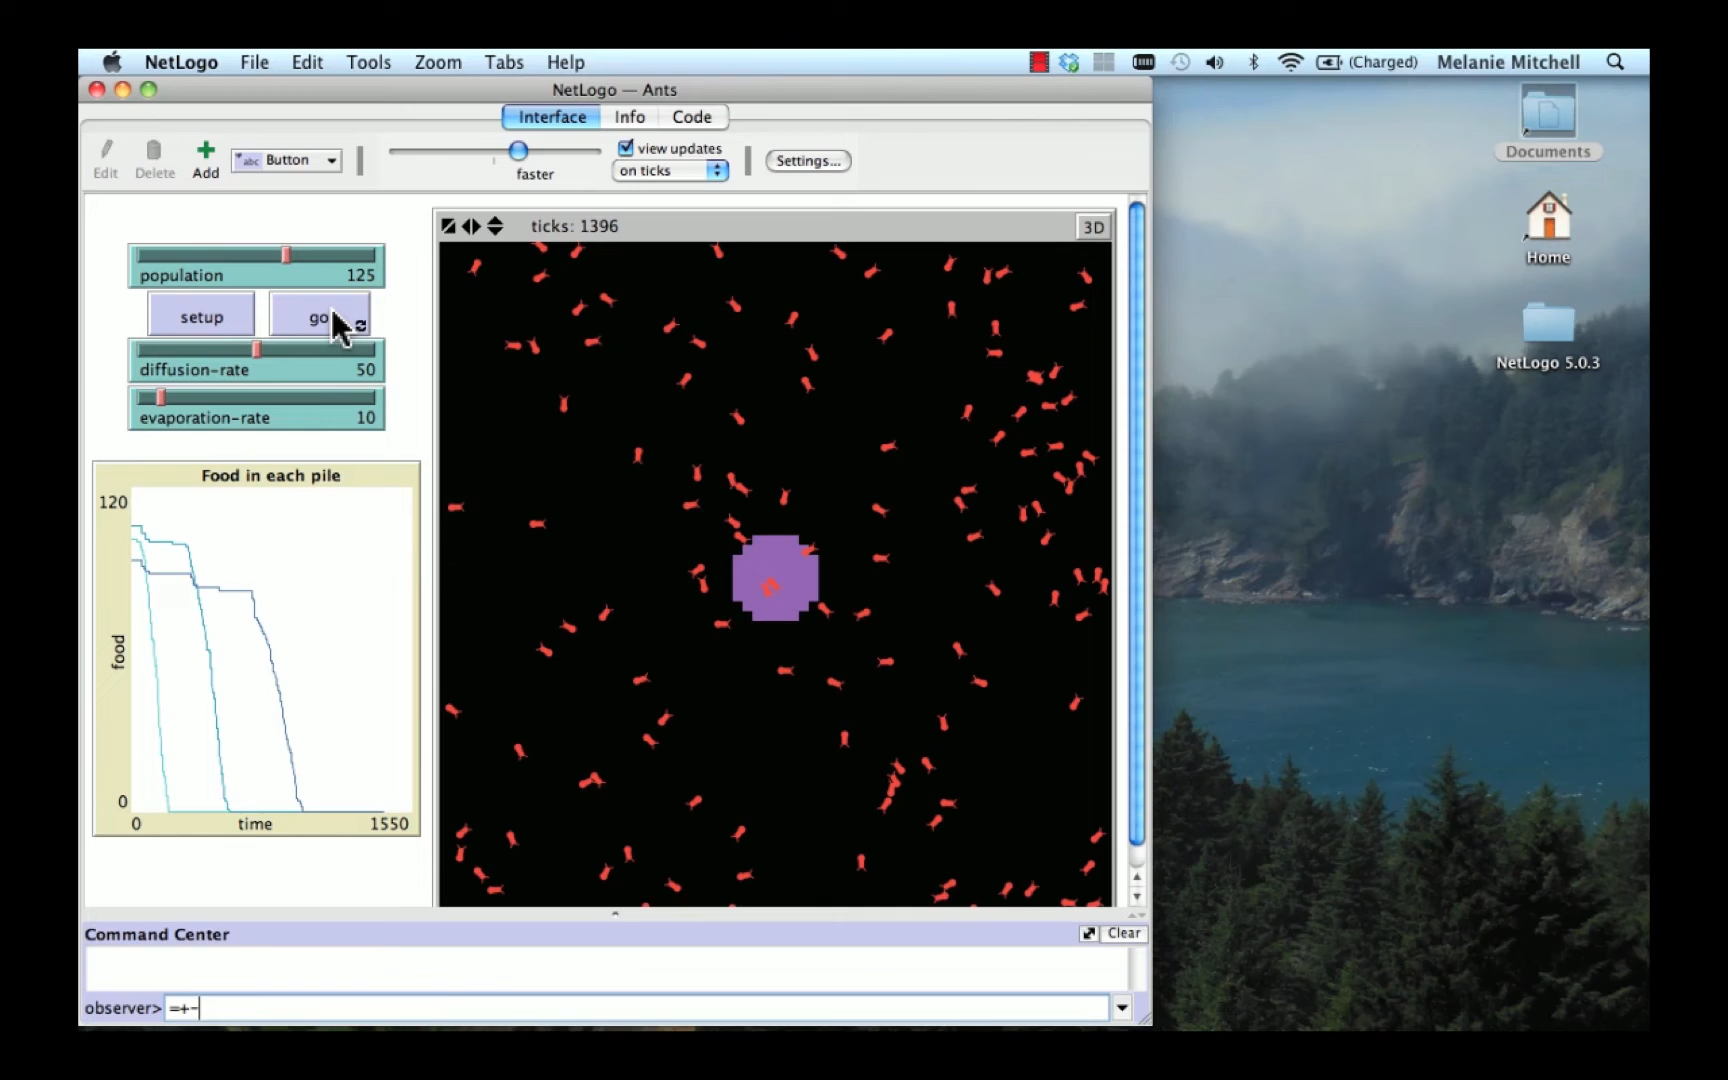 NetLogo File Edit Tools Zoom Tabs Help (Charged) Melanie Mitchell
NetLogo — Ants
Interface Info Code
Edit Delete Add abc Button faster view updates on ticks Settings...
ticks: 1396 3D
population 125
setup go
diffusion-rate 50
evaporation-rate 10
Food in each pile
120
food
0
0 time 1550
Command Center Clear
observer> =+-
Documents
Home
NetLogo 5.0.3